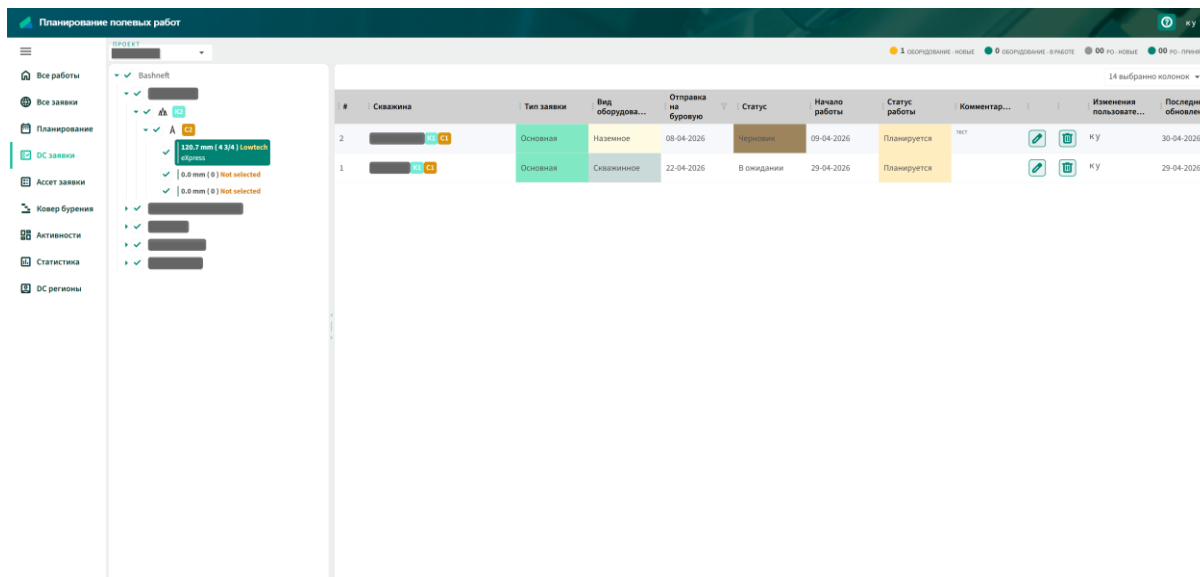 Планирование полевых работ
ку
ПРОЕКТ
1 ОБОРУДОВАНИЕ - НОВЫЕ
0 ОБОРУДОВАНИЕ - В РАБОТЕ
00 РО - НОВЫЕ
00 РО - ПРИНЯ
Все работы
Все заявки
Планирование
DC заявки
Ассет заявки
Ковер бурения
Активности
Статистика
DC регионы
Bashneft
K2
C2
120.7 mm ( 4 3/4 ) Lowtech
eXpress
0.0 mm ( 0 ) Not selected
0.0 mm ( 0 ) Not selected
14 выбранно колонок
# Скважина Тип заявки Вид оборудова... Отправка на буровую Статус Начало работы Статус работы Комментар... Изменения пользовате... Последн обновлен
2 K1 C1 Основная Наземное 08-04-2026 Черновик 09-04-2026 Планируется тест ку 30-04-2026
1 K1 C1 Основная Скважинное 22-04-2026 В ожидании 29-04-2026 Планируется ку 29-04-2026